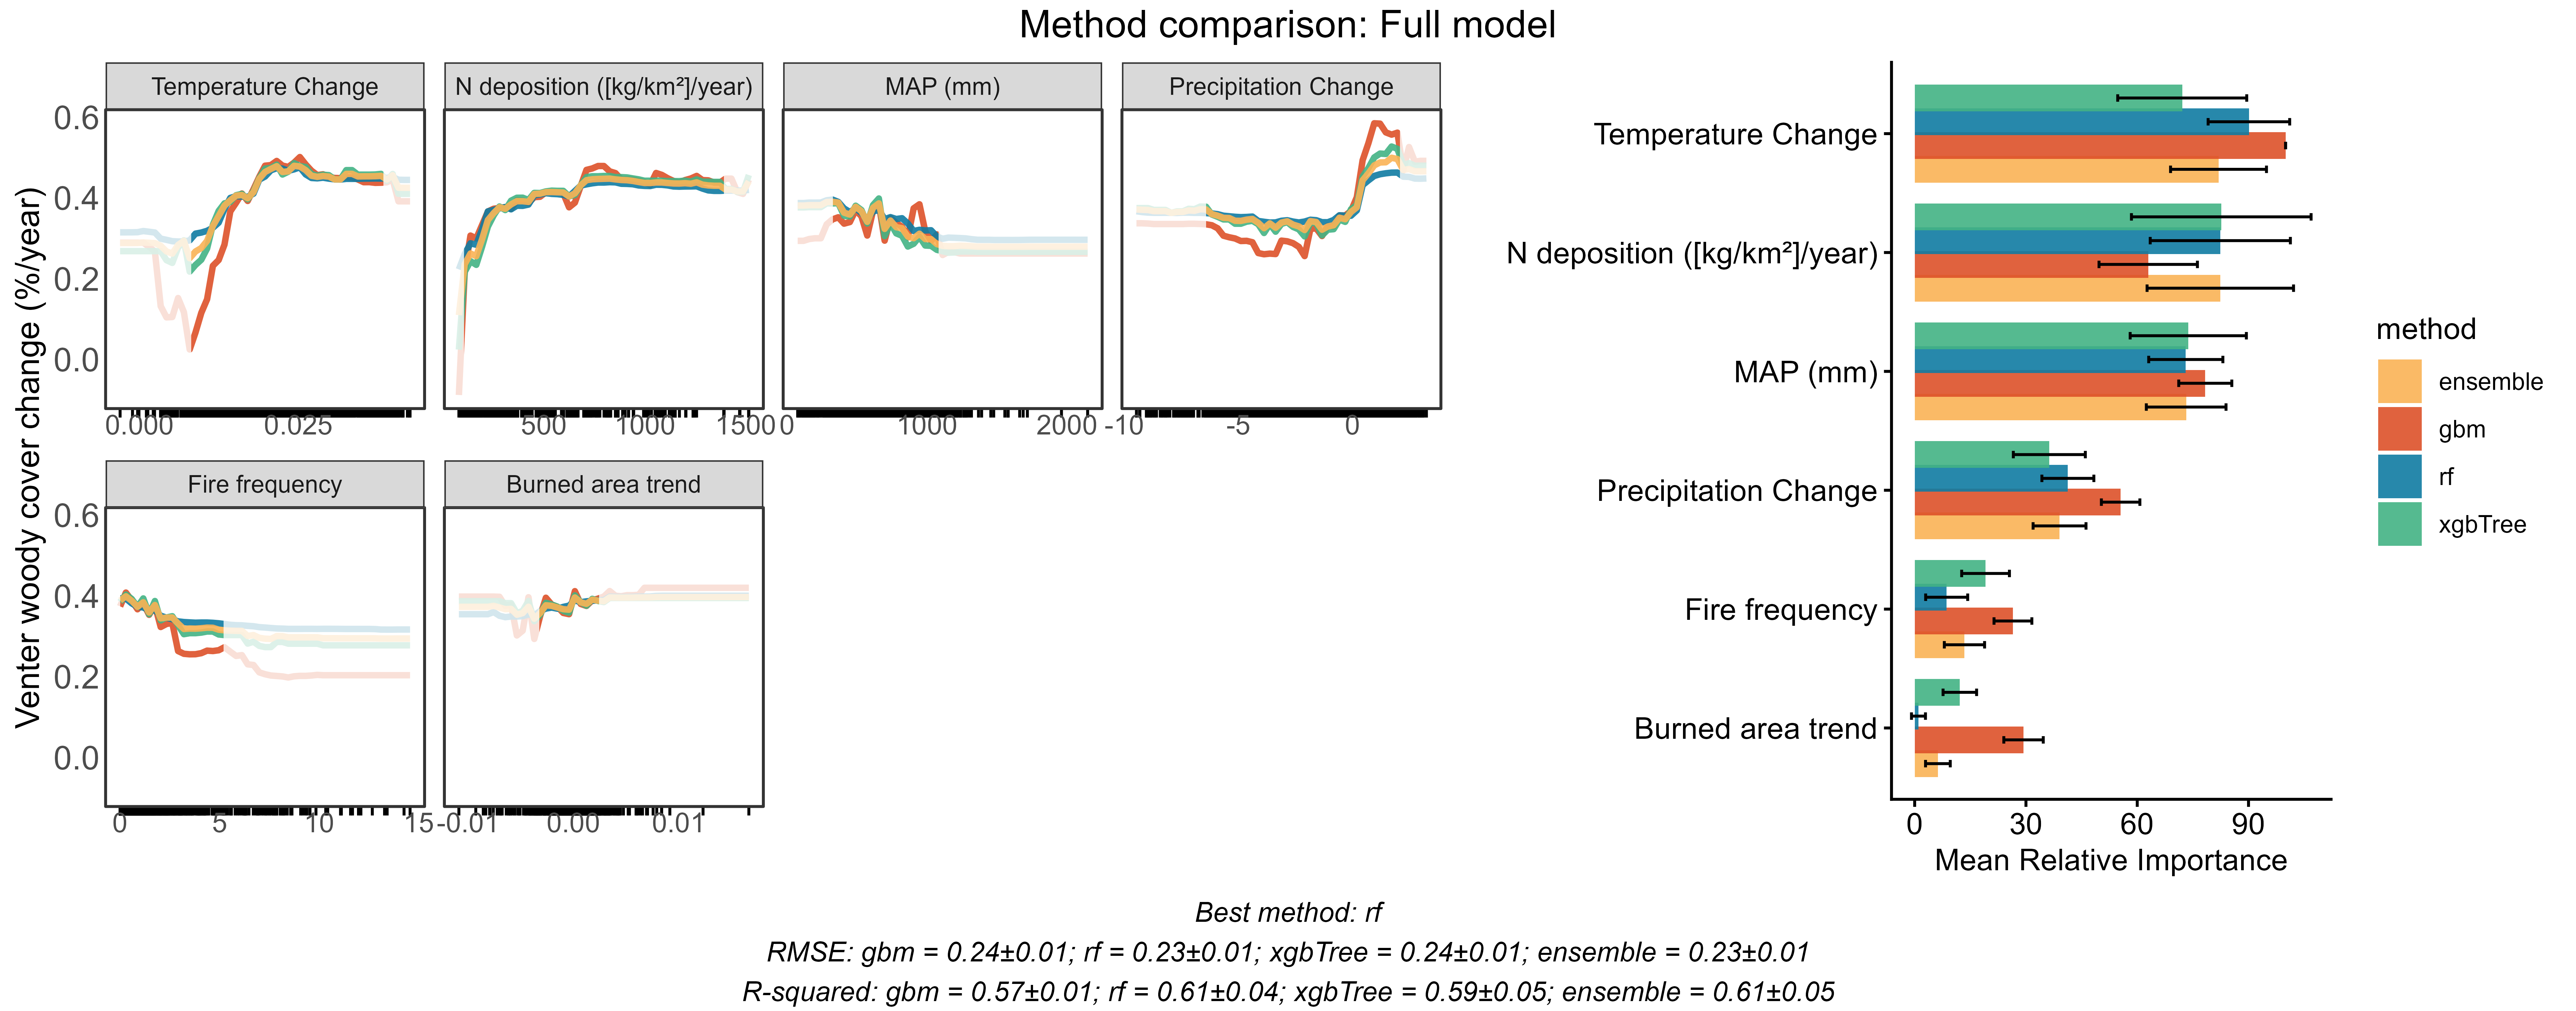 Method comparison: Full model
Temperature Change
N deposition ([kg/km²]/year)
MAP (mm)
Precipitation Change
Venter woody cover change (%/year)
0.6
0.4
0.2
0.0
0.000 0.025
500 1000 1500
0 1000 2000
-10 -5 0
Fire frequency
Burned area trend
0.6
0.4
0.2
0.0
0 5 10 15
-0.01 0.00 0.01
Temperature Change
N deposition ([kg/km²]/year)
MAP (mm)
Precipitation Change
Fire frequency
Burned area trend
0 30 60 90
Mean Relative Importance
method
ensemble
gbm
rf
xgbTree
Best method: rf
RMSE: gbm = 0.24±0.01; rf = 0.23±0.01; xgbTree = 0.24±0.01; ensemble = 0.23±0.01
R-squared: gbm = 0.57±0.01; rf = 0.61±0.04; xgbTree = 0.59±0.05; ensemble = 0.61±0.05